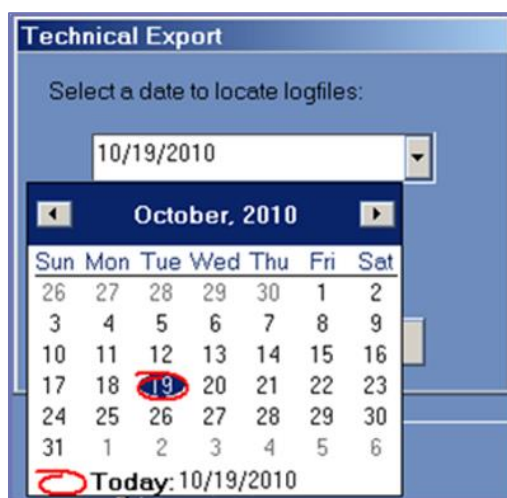 Technical Export
Select a date to locate logfiles:
10/19/2010
October, 2010
Sun Mon Tue Wed Thu Fri Sat
26 27 28 29 30 1 2
3 4 5 6 7 8 9
10 11 12 13 14 15 16
17 18 19 20 21 22 23
24 25 26 27 28 29 30
31 1 2 3 4 5 6
Today: 10/19/2010